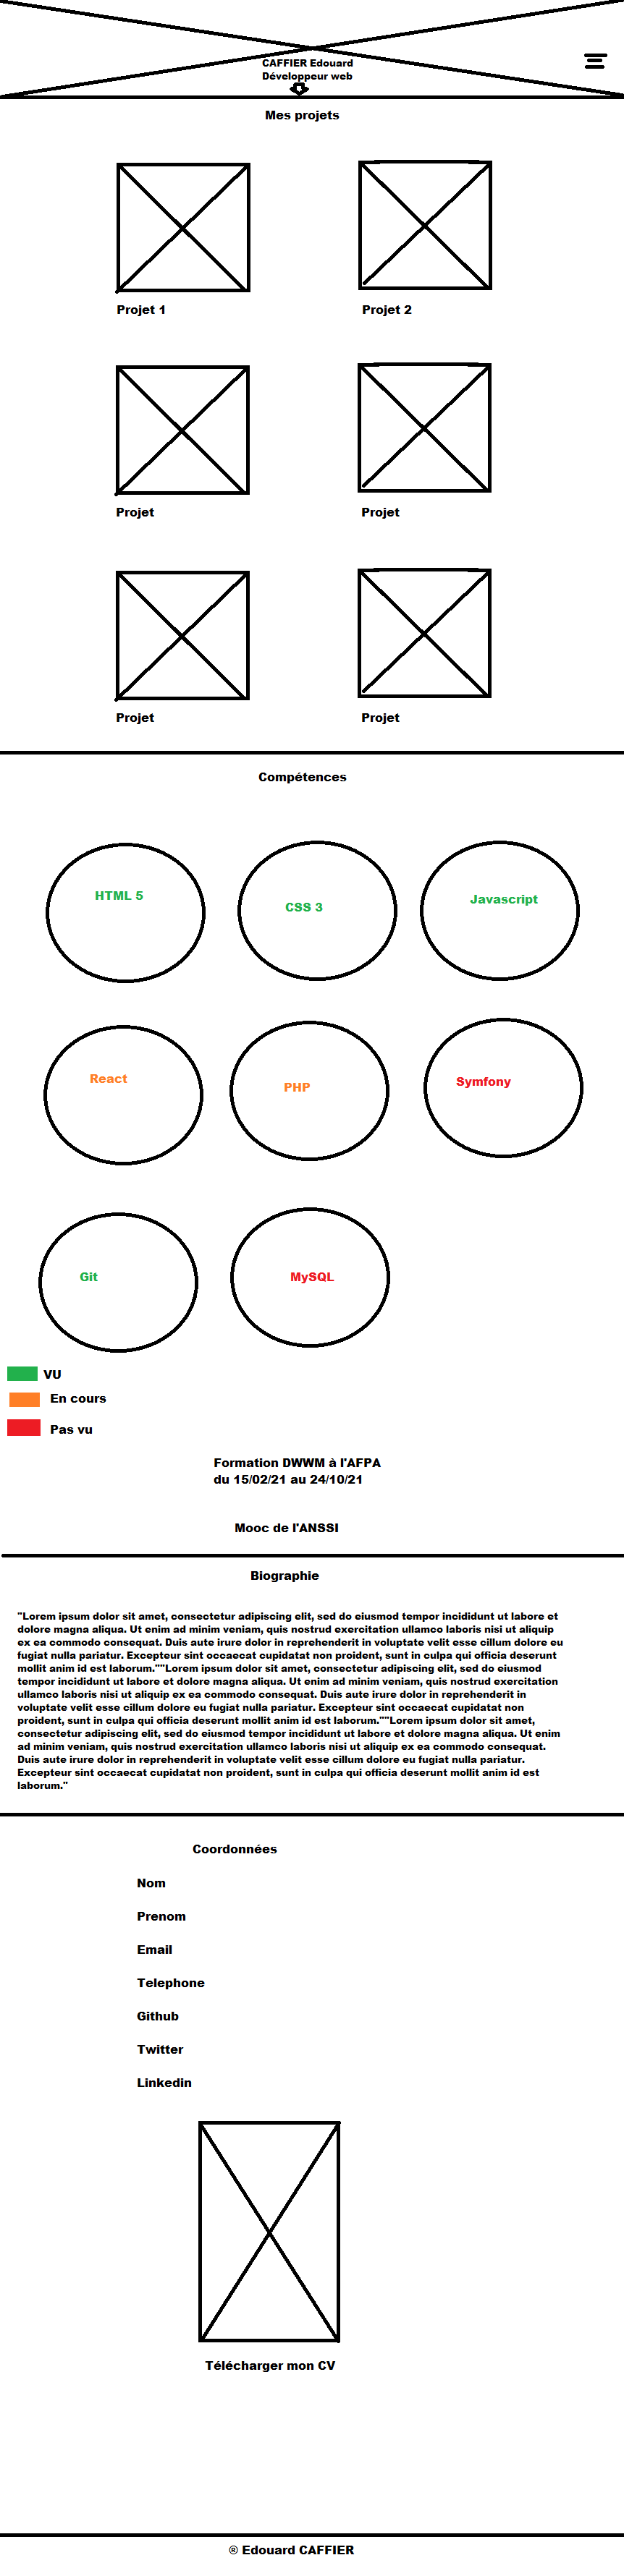 CAFFIER Edouard
Développeur web
Mes projets
Projet 1
Projet 2
Projet
Projet
Projet
Projet
Compétences
HTML 5
CSS 3
Javascript
React
PHP
Symfony
Git
MySQL
VU
En cours
Pas vu
Formation DWWM à l'AFPA
du 15/02/21 au 24/10/21
Mooc de l'ANSSI
Biographie
"Lorem ipsum dolor sit amet, consectetur adipiscing elit, sed do eiusmod tempor incididunt ut labore et
dolore magna aliqua. Ut enim ad minim veniam, quis nostrud exercitation ullamco laboris nisi ut aliquip
ex ea commodo consequat. Duis aute irure dolor in reprehenderit in voluptate velit esse cillum dolore eu
fugiat nulla pariatur. Excepteur sint occaecat cupidatat non proident, sunt in culpa qui officia deserunt
mollit anim id est laborum.""Lorem ipsum dolor sit amet, consectetur adipiscing elit, sed do eiusmod
tempor incididunt ut labore et dolore magna aliqua. Ut enim ad minim veniam, quis nostrud exercitation
ullamco laboris nisi ut aliquip ex ea commodo consequat. Duis aute irure dolor in reprehenderit in
voluptate velit esse cillum dolore eu fugiat nulla pariatur. Excepteur sint occaecat cupidatat non
proident, sunt in culpa qui officia deserunt mollit anim id est laborum.""Lorem ipsum dolor sit amet,
consectetur adipiscing elit, sed do eiusmod tempor incididunt ut labore et dolore magna aliqua. Ut enim
ad minim veniam, quis nostrud exercitation ullamco laboris nisi ut aliquip ex ea commodo consequat.
Duis aute irure dolor in reprehenderit in voluptate velit esse cillum dolore eu fugiat nulla pariatur.
Excepteur sint occaecat cupidatat non proident, sunt in culpa qui officia deserunt mollit anim id est
laborum."
Coordonnées
Nom
Prenom
Email
Telephone
Github
Twitter
Linkedin
Télécharger mon CV
® Edouard CAFFIER